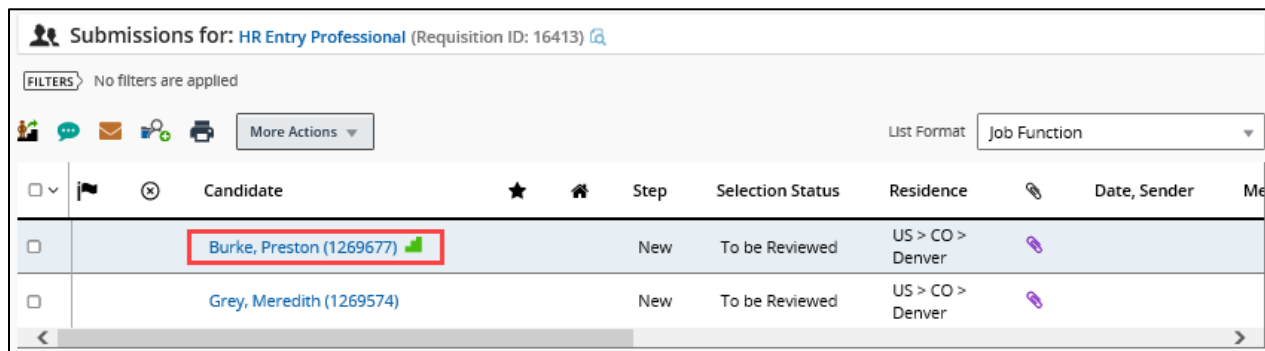 Submissions for: HR Entry Professional (Requisition ID: 16413)
FILTERS No filters are applied
More Actions
List Format Job Function
Candidate Step Selection Status Residence Date, Sender Me
Burke, Preston (1269677) New To be Reviewed US > CO >
Denver
Grey, Meredith (1269574) New To be Reviewed US > CO >
Denver